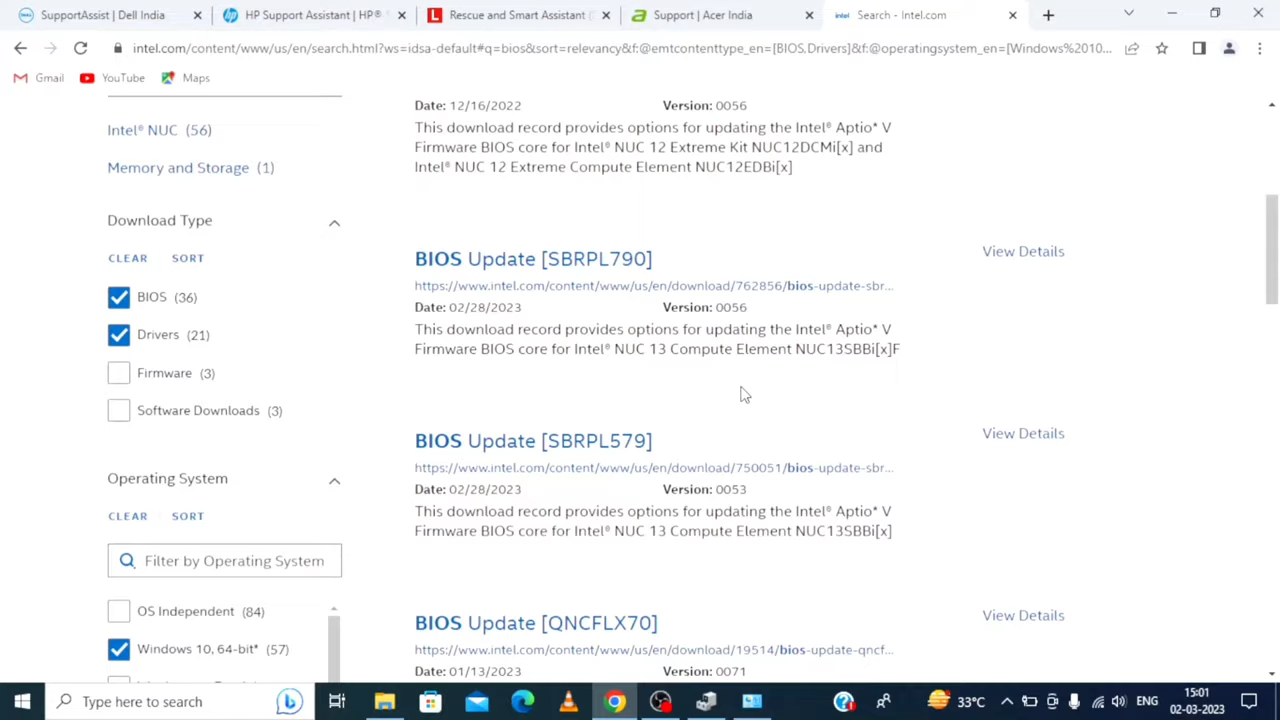 SupportAssist | Dell India
HP Support Assistant | HP®
Rescue and Smart Assistant (
Support | Acer India
intel. Search - Intel.com
intel.com/content/www/us/en/search.html?ws=idsa-default#q=bios&sort=relevancy&f:@emtcontenttype_en=[BIOS,Drivers]&f:@operatingsystem_en=[Windows%2010...
Gmail YouTube Maps
Date: 12/16/2022 Version: 0056
This download record provides options for updating the Intel® Aptio* V
Firmware BIOS core for Intel® NUC 12 Extreme Kit NUC12DCMi[x] and
Intel® NUC 12 Extreme Compute Element NUC12EDBi[x]
Intel® NUC (56)
Memory and Storage (1)
Download Type
CLEAR SORT
BIOS (36)
Drivers (21)
Firmware (3)
Software Downloads (3)
Operating System
CLEAR SORT
Filter by Operating System
OS Independent (84)
Windows 10, 64-bit* (57)
BIOS Update [SBRPL790]
View Details
https://www.intel.com/content/www/us/en/download/762856/bios-update-sbr...
Date: 02/28/2023 Version: 0056
This download record provides options for updating the Intel® Aptio* V
Firmware BIOS core for Intel® NUC 13 Compute Element NUC13SBBi[x]F
BIOS Update [SBRPL579]
View Details
https://www.intel.com/content/www/us/en/download/750051/bios-update-sbr...
Date: 02/28/2023 Version: 0053
This download record provides options for updating the Intel® Aptio* V
Firmware BIOS core for Intel® NUC 13 Compute Element NUC13SBBi[x]
BIOS Update [QNCFLX70]
View Details
https://www.intel.com/content/www/us/en/download/19514/bios-update-qncf...
Date: 01/13/2023 Version: 0071
Type here to search
33°C
ENG
15:01
02-03-2023